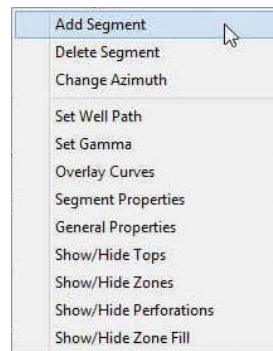 Add Segment
Delete Segment
Change Azimuth
Set Well Path
Set Gamma
Overlay Curves
Segment Properties
General Properties
Show/Hide Tops
Show/Hide Zones
Show/Hide Perforations
Show/Hide Zone Fill